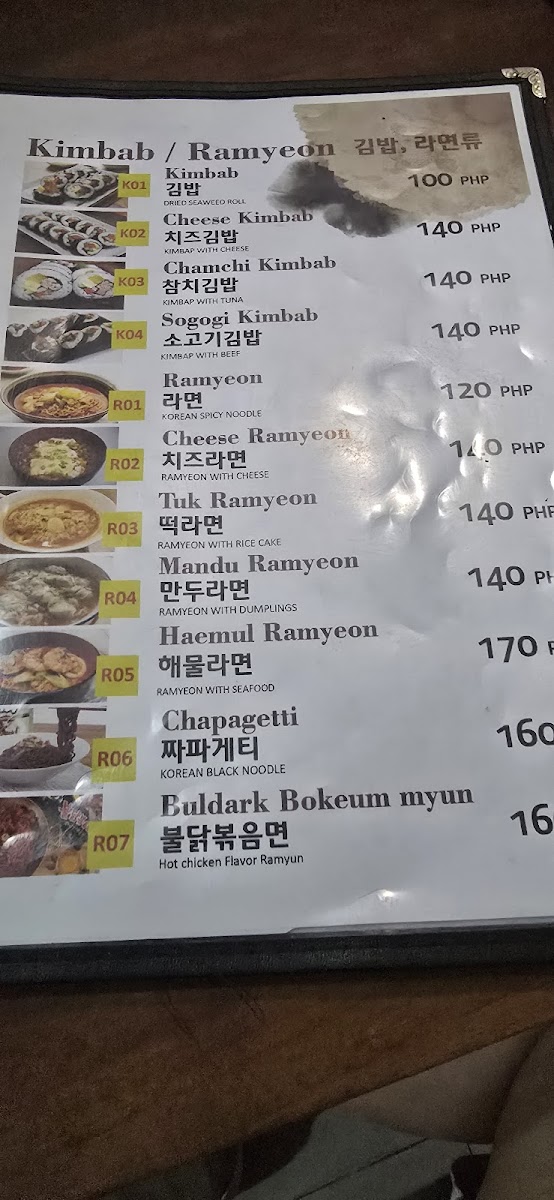 Kimbab / Ramyeon 김밥, 라면류
K01 Kimbab 100 PHP
김밥
DRIED SEAWEED ROLL
K02 Cheese Kimbab 140 PHP
치즈김밥
KIMBAP WITH CHEESE
K03 Chamchi Kimbab 140 PHP
참치김밥
KIMBAP WITH TUNA
K04 Sogogi Kimbab 140 PHP
소고기김밥
KIMBAP WITH BEEF
R01 Ramyeon 120 PHP
라면
KOREAN SPICY NOODLE
R02 Cheese Ramyeon 140 PHP
치즈라면
RAMYEON WITH CHEESE
R03 Tuk Ramyeon 140 PHP
떡라면
RAMYEON WITH RICE CAKE
R04 Mandu Ramyeon 140 PH
만두라면
RAMYEON WITH DUMPLINGS
R05 Haemul Ramyeon 170 P
해물라면
RAMYEON WITH SEAFOOD
R06 Chapagetti 160
짜파게티
KOREAN BLACK NOODLE
R07 Buldark Bokeum myun 16
불닭볶음면
Hot chicken Flavor Ramyun